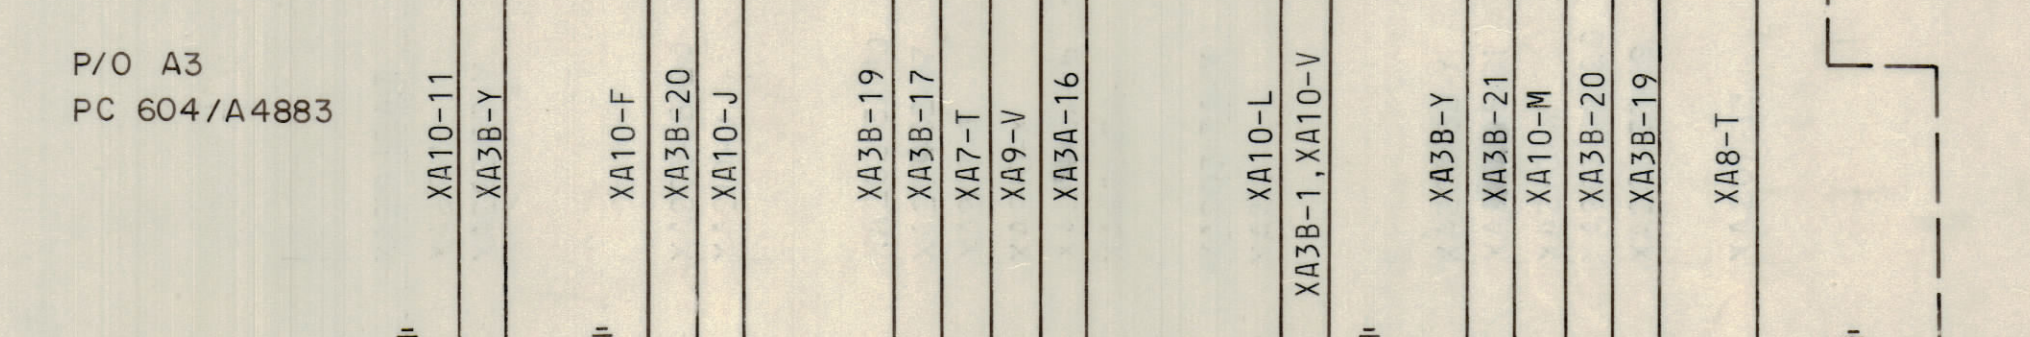 P/O A3
PC 604/A4883
XA10-11
XA3B-Y
XA10-F
XA3B-20
XA10-J
XA3B-19
XA3B-17
XA7-T
XA9-V
XA3A-16
XA10-L
XA3B-1,XA10-V
XA3B-Y
XA3B-21
XA10-M
XA3B-20
XA3B-19
XA8-T